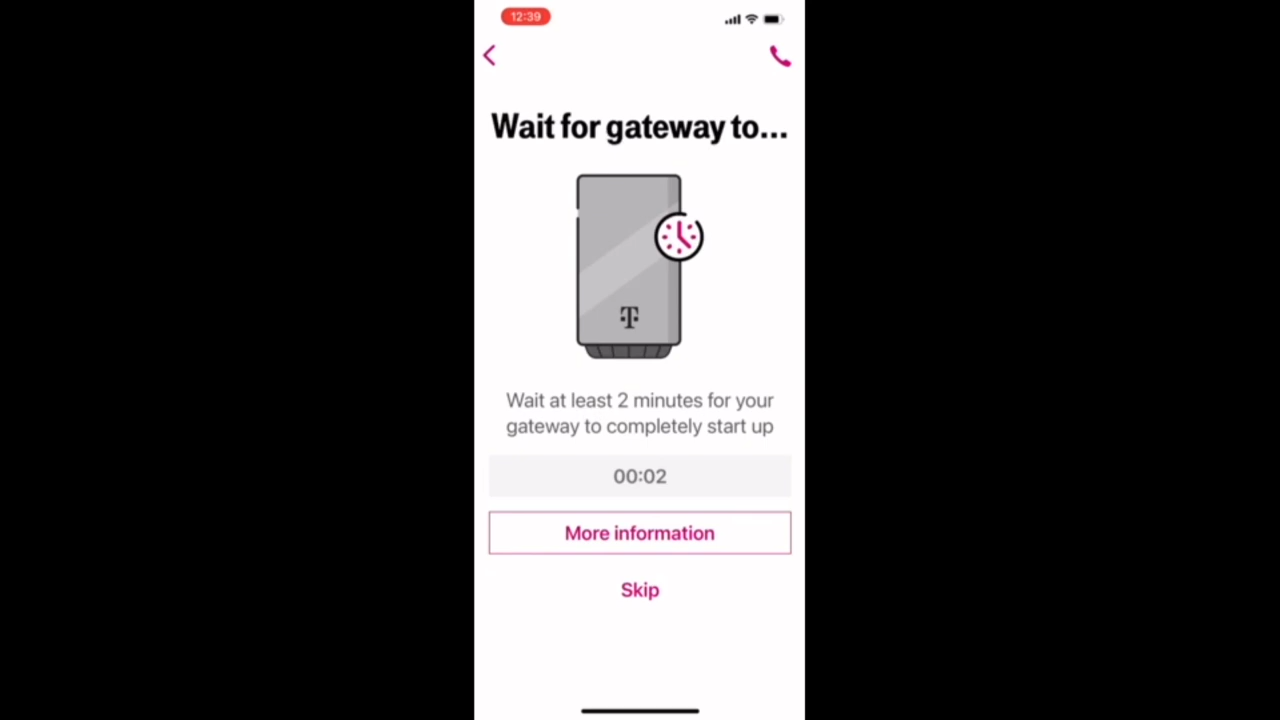 12:39
Wait for gateway to...
T
Wait at least 2 minutes for your
gateway to completely start up
00:02
More information
Skip